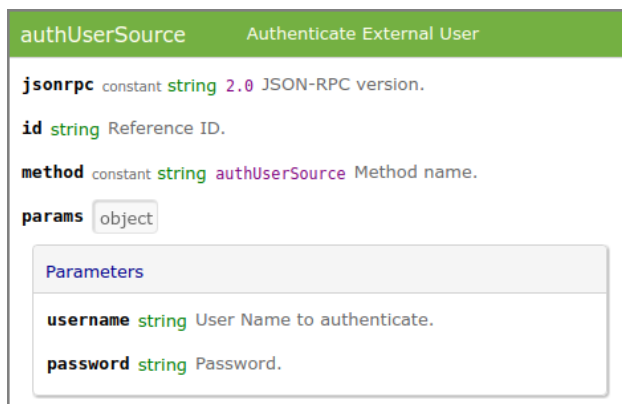 authUserSource Authenticate External User
jsonrpc constant string 2.0 JSON-RPC version.
id string Reference ID.
method constant string authUserSource Method name.
params object
Parameters
username string User Name to authenticate.
password string Password.